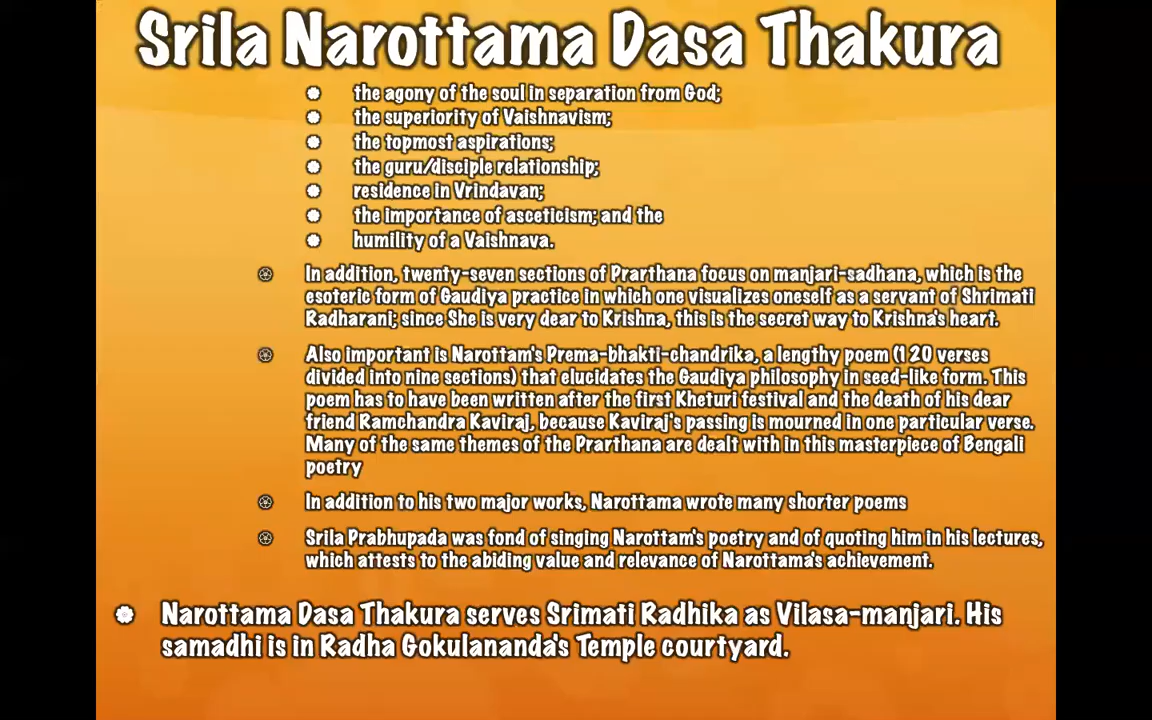 Srila Narottama Dasa Thakura
the agony of the soul in separation from God;
the superiority of Vaishnavism;
the topmost aspirations;
the guru/disciple relationship;
residence in Vrindavan;
the importance of asceticism; and the
humility of a Vaishnava.
In addition, twenty-seven sections of Prarthana focus on manjari-sadhana, which is the
esoteric form of Gaudiya practice in which one visualizes oneself as a servant of Shrimati
Radharani; since She is very dear to Krishna, this is the secret way to Krishna's heart.
Also important is Narottam's Prema-bhakti-chandrika, a lengthy poem (120 verses
divided into nine sections) that elucidates the Gaudiya philosophy in seed-like form. This
poem has to have been written after the first Kheturi festival and the death of his dear
friend Ramchandra Kaviraj, because Kaviraj's passing is mourned in one particular verse.
Many of the same themes of the Prarthana are dealt with in this masterpiece of Bengali
poetry
In addition to his two major works, Narottama wrote many shorter poems
Srila Prabhupada was fond of singing Narottam's poetry and of quoting him in his lectures,
which attests to the abiding value and relevance of Narottama's achievement.
Narottama Dasa Thakura serves Srimati Radhika as Vilasa-manjari. His
samadhi is in Radha Gokulananda's Temple courtyard.